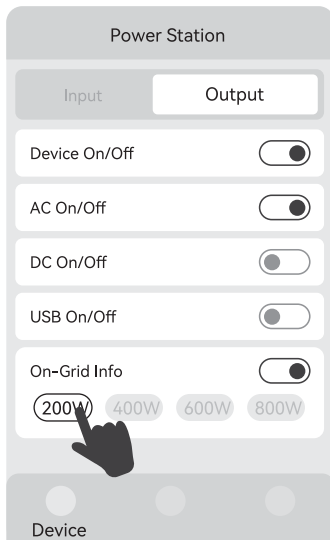 Power Station
Input Output
Device On/Off
AC On/Off
DC On/Off
USB On/Off
On-Grid Info
200W 400W 600W 800W
Device